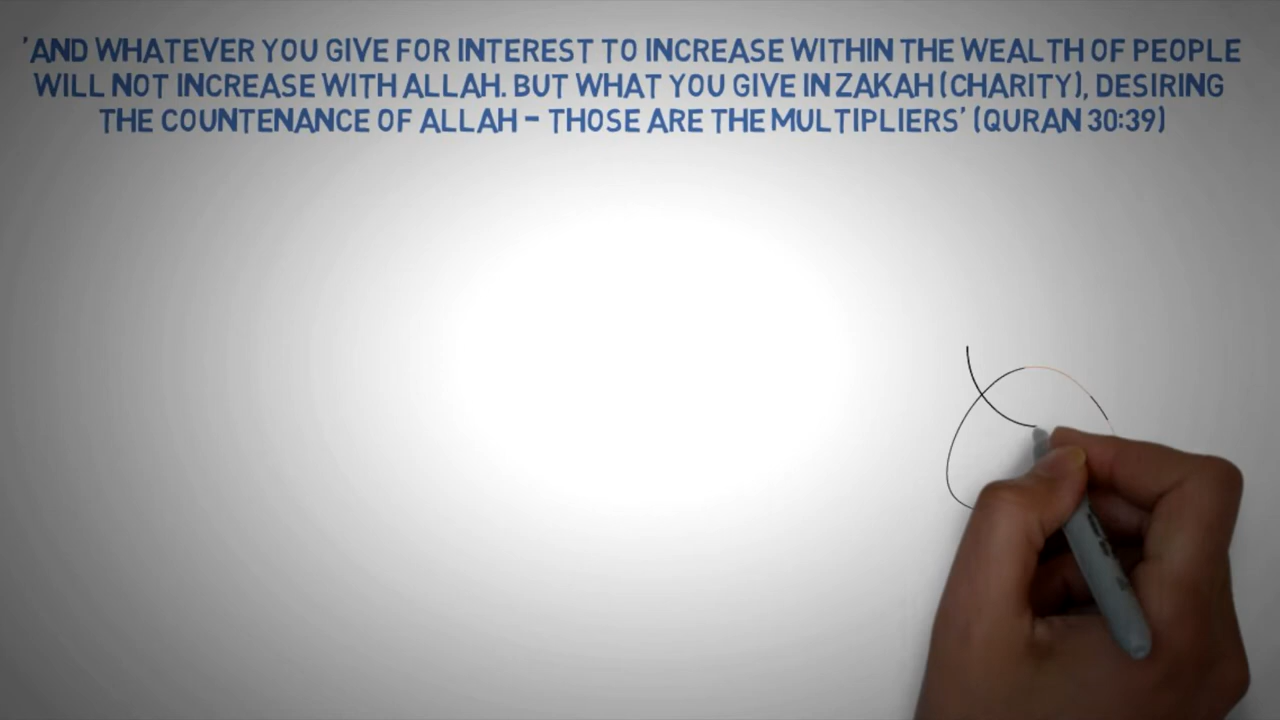 'AND WHATEVER YOU GIVE FOR INTEREST TO INCREASE WITHIN THE WEALTH OF PEOPLE
WILL NOT INCREASE WITH ALLAH. BUT WHAT YOU GIVE IN ZAKAH (CHARITY), DESIRING
THE COUNTENANCE OF ALLAH - THOSE ARE THE MULTIPLIERS' (QURAN 30:39)